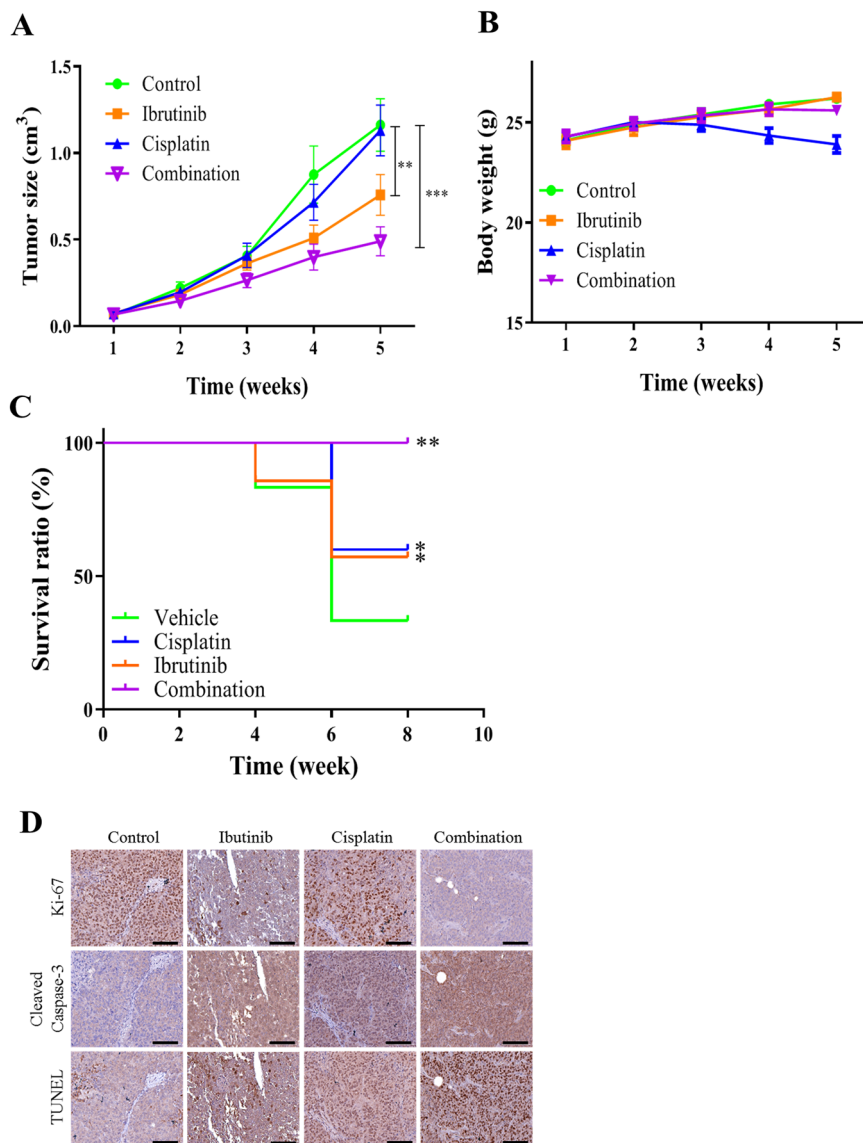 A
Tumor size (cm³)
1.5
1.0
0.5
0.0
Control
Ibrutinib
Cisplatin
Combination
**
***
1 2 3 4 5
Time (weeks)
B
Body weight (g)
25
20
15
Control
Ibrutinib
Cisplatin
Combination
1 2 3 4 5
Time (weeks)
C
Survival ratio (%)
100
50
0
**
*
*
Vehicle
Cisplatin
Ibrutinib
Combination
0 2 4 6 8 10
Time (week)
D
Control Ibutinib Cisplatin Combination
Ki-67
Cleaved
Caspase-3
TUNEL